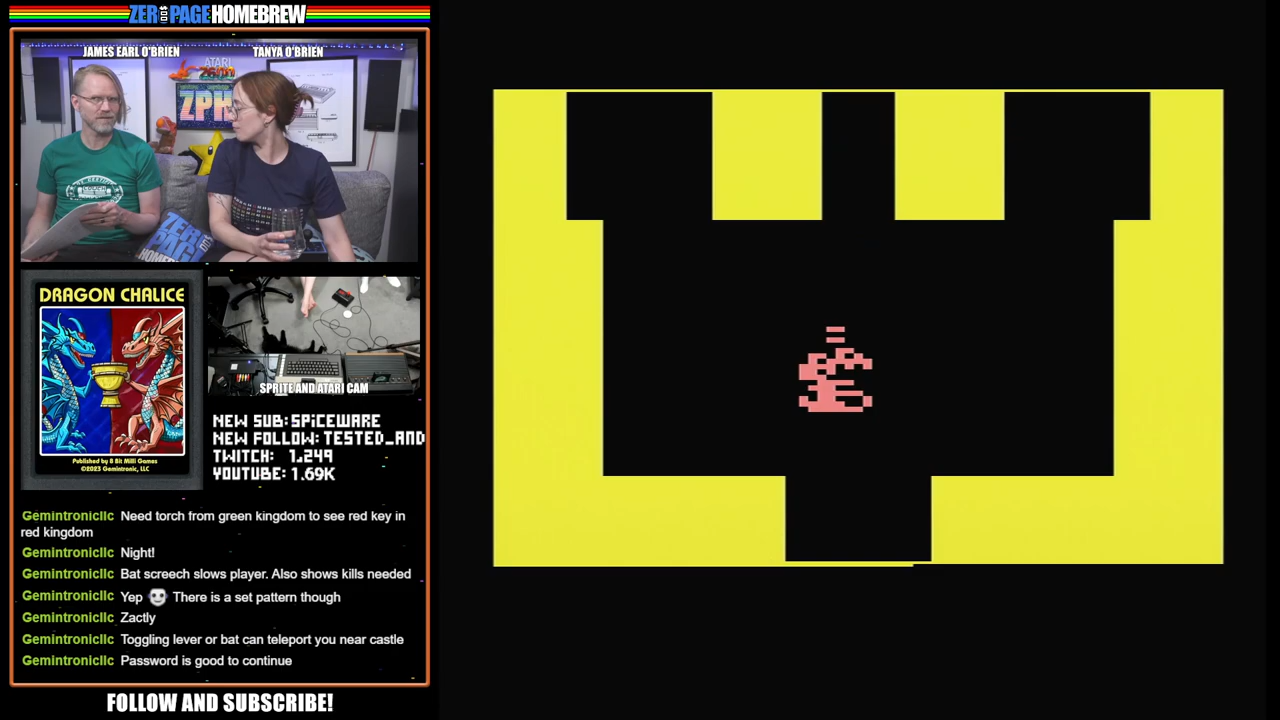 ZERO PAGE HOMEBREW
JAMES EARL O'BRIEN
TANYA O'BRIEN
ATARI
ZPH
ZERO
PAGE
DRAGON CHALICE
Published by 8 Bit Milli Games
©2023 Gemintronic, LLC
SPRITE AND ATARI CAM
NEW SUB: SPICEWARE
NEW FOLLOW: TESTED_AND
TWITCH: 1,249
YOUTUBE: 1.69K
Gemintronicllc Need torch from green kingdom to see red key in
red kingdom
Gemintronicllc Night!
Gemintronicllc Bat screech slows player. Also shows kills needed
Gemintronicllc Yep There is a set pattern though
Gemintronicllc Zactly
Gemintronicllc Toggling lever or bat can teleport you near castle
Gemintronicllc Password is good to continue
FOLLOW AND SUBSCRIBE!